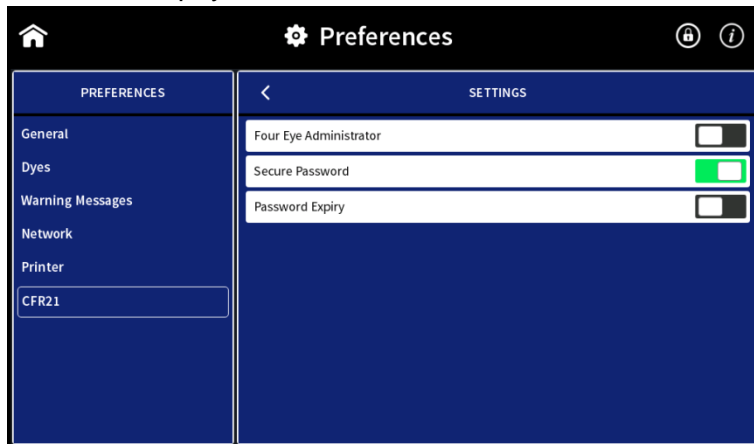 Preferences
PREFERENCES
General
Dyes
Warning Messages
Network
Printer
CFR21
SETTINGS
Four Eye Administrator
Secure Password
Password Expiry